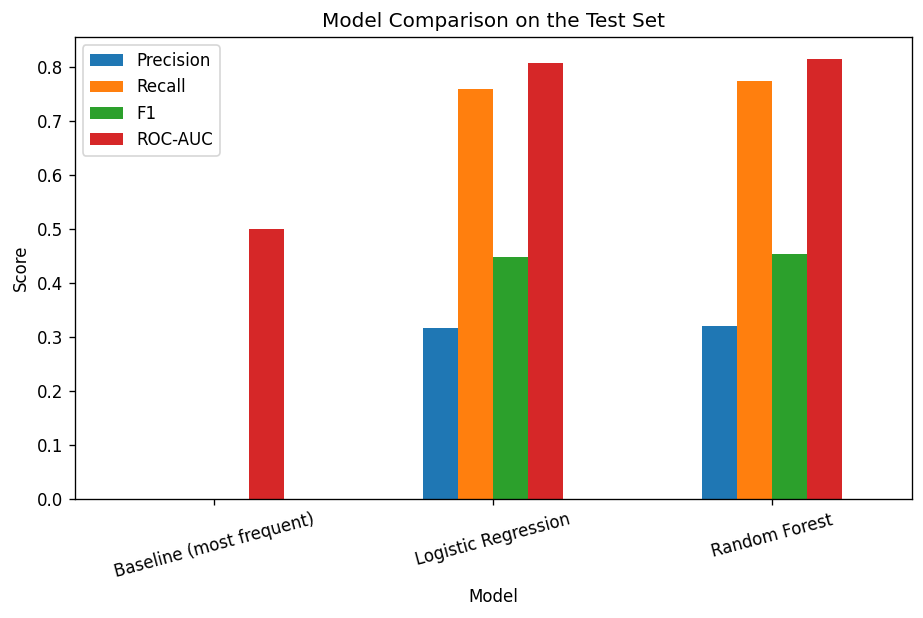 Model Comparison on the Test Set
Precision
Recall
F1
ROC-AUC
Score
0.8
0.7
0.6
0.5
0.4
0.3
0.2
0.1
0.0
Baseline (most frequent)
Logistic Regression
Random Forest
Model